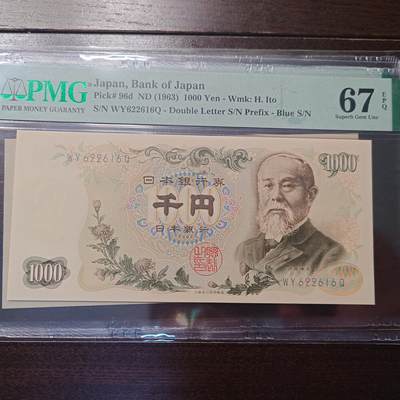 PMG
PAPER MONEY GUARANTY
Japan, Bank of Japan
Pick# 96d ND (1963) 1000 Yen - Wmk: H. Ito
S/N WY622616Q - Double Letter S/N Prefix - Blue S/N
67 EPQ
Superb Gem Unc
WY622616Q
1000
日本銀行券
千円
日本銀行
1000
WY622616Q